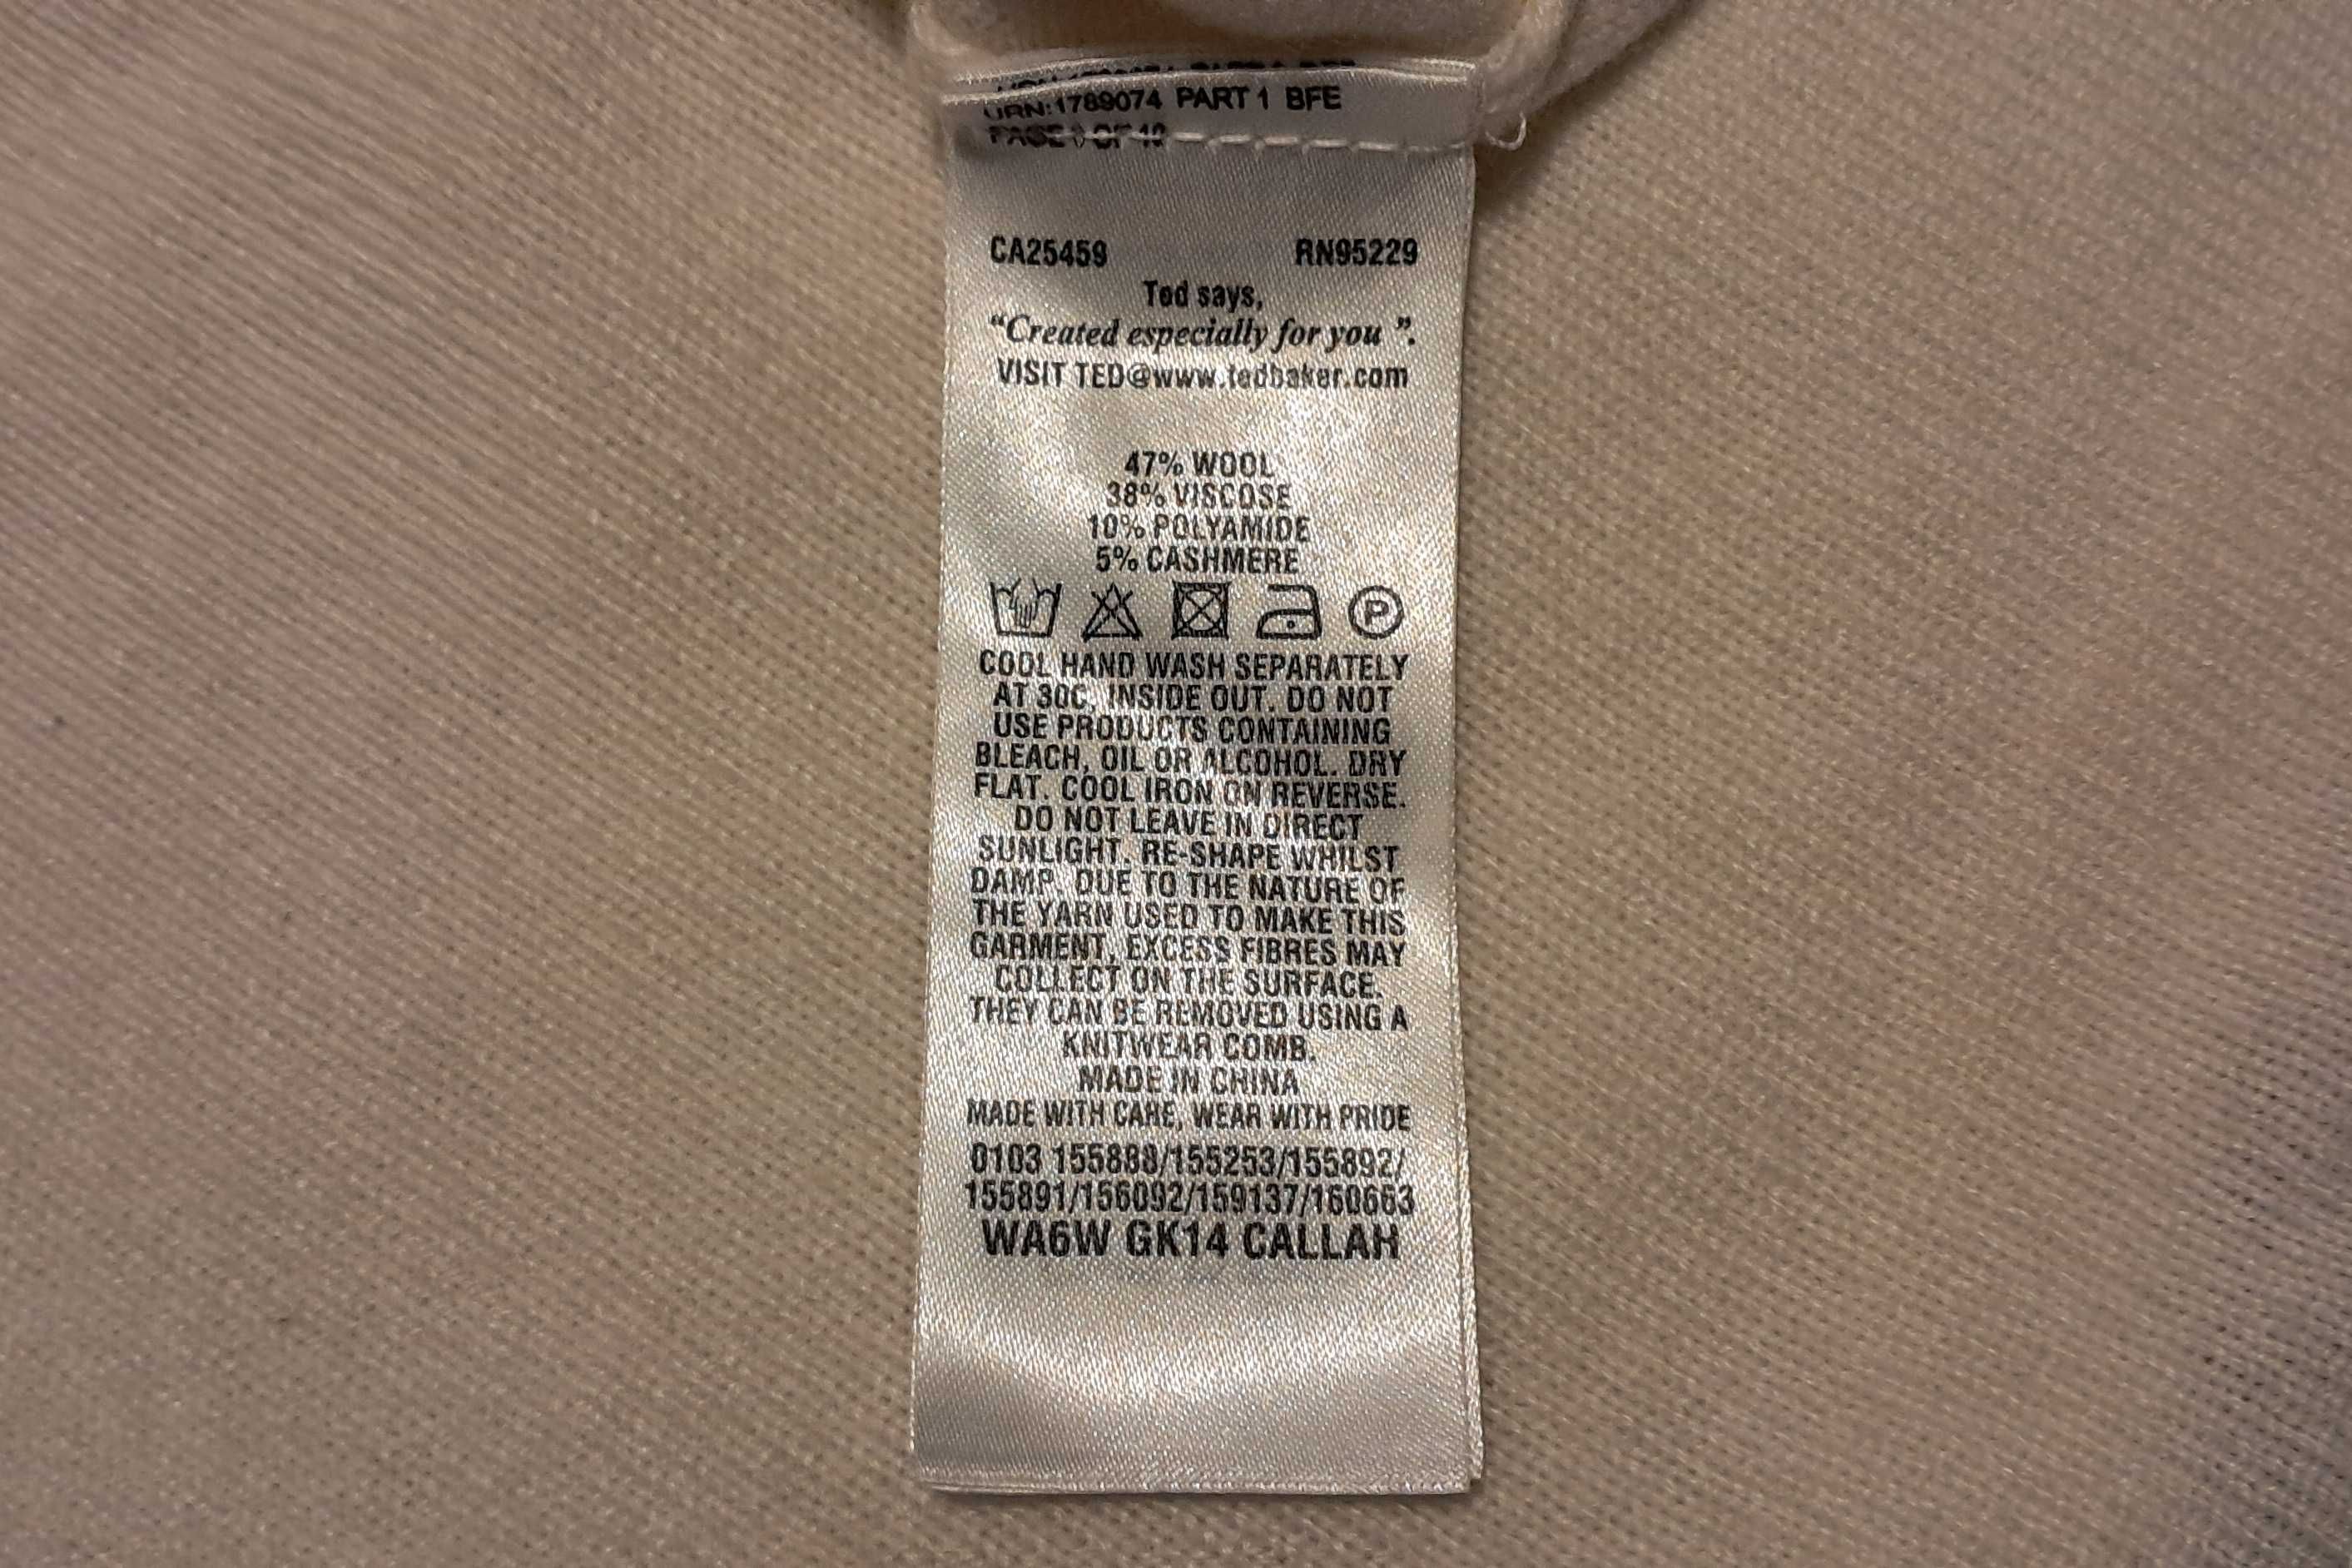 URN:1789074 PART 1 BFE
PAGE OF 10
CA25459 RN95229
Ted says,
“Created especially for you ”.
VISIT TED@www.tedbaker.com
47% WOOL
38% VISCOSE
10% POLYAMIDE
5% CASHMERE
P
COOL HAND WASH SEPARATELY
AT 30C, INSIDE OUT. DO NOT
USE PRODUCTS CONTAINING
BLEACH, OIL OR ALCOHOL. DRY
FLAT. COOL IRON ON REVERSE.
DO NOT LEAVE IN DIRECT
SUNLIGHT. RE-SHAPE WHILST
DAMP. DUE TO THE NATURE OF
THE YARN USED TO MAKE THIS
GARMENT, EXCESS FIBRES MAY
COLLECT ON THE SURFACE.
THEY CAN BE REMOVED USING A
KNITWEAR COMB.
MADE IN CHINA
MADE WITH CARE, WEAR WITH PRIDE
0103 155888/155253/155892/
155891/156092/159137/160663
WA6W GK14 CALLAH